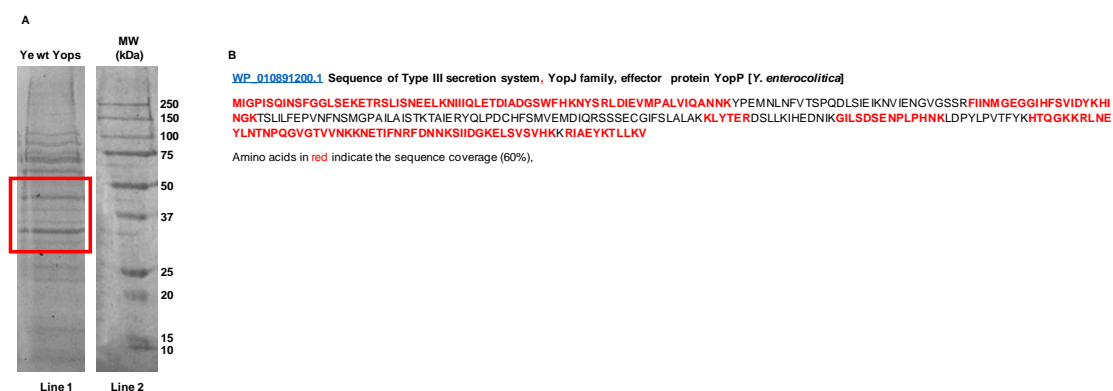 A
Ye wt Yops
MW
(kDa)
250
150
100
75
50
37
25
20
15
10
Line 1
Line 2
B
WP_010891200.1 Sequence of Type III secretion system, YopJ family, effector protein YopP [Y. enterocolitica]
MIGPISQINSFGGLSEKETRSLISNEELKNIIIQLETDIADGSWFHKNYSRLDIEVMPALVIQANNKYPEMNLNFVTSPQDLSIEIKNVIENGVGSSRFIINMGEGGIHFSVIDYKHI
NGKTSLILFEPVNFNSMGPAILAISTKTAIERYQLPDCHFSMVEMDIQRSSSECGIFSLALAKKLYTERDSLLKIHEDNIKGILSDSENPLPHNKLDPYLPVTFYKHTQGKKRLNE
YLNTNPQGVGTVVNKKNETIFNRFDNNKSIIDGKELSVSVHKKRIAEYKTLLKV
Amino acids in red indicate the sequence coverage (60%),